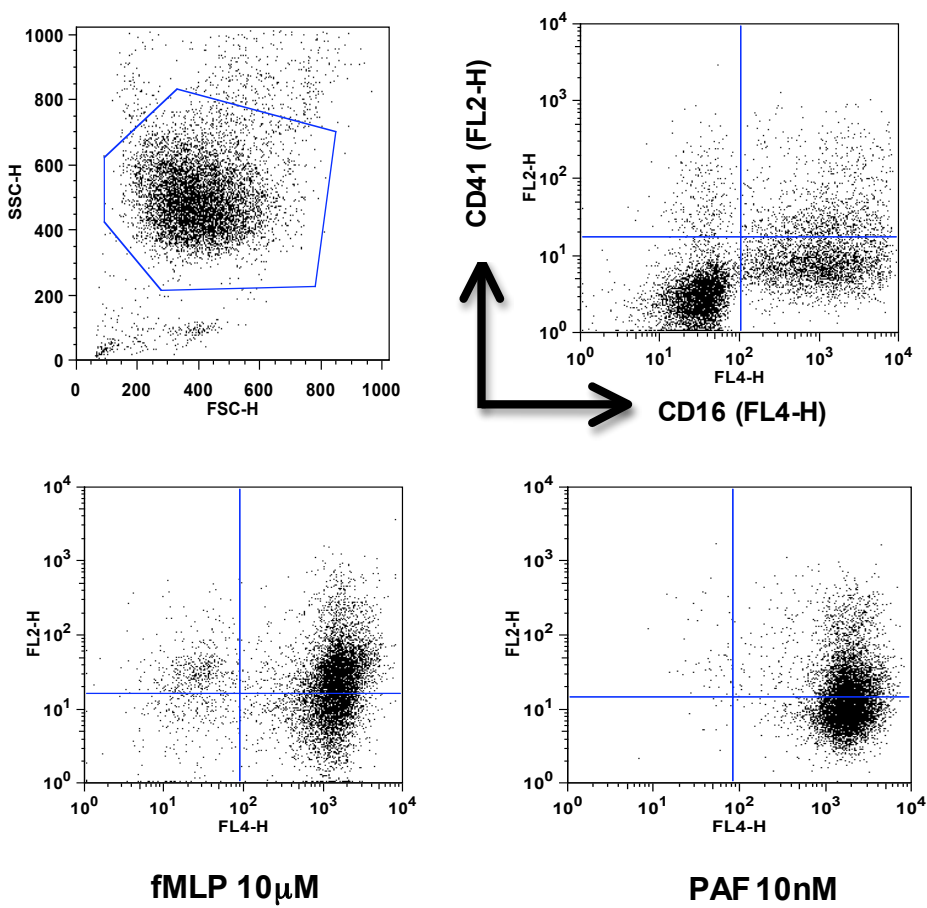 1000
800
600
400
200
0
SSC-H
0 200 400 600 800 1000
FSC-H
CD41 (FL2-H)
10^4
10^3
10^2
10^1
10^0
FL2-H
10^0 10^1 10^2 10^3 10^4
FL4-H
CD16 (FL4-H)
10^4
10^3
10^2
10^1
10^0
FL2-H
10^0 10^1 10^2 10^3 10^4
FL4-H
fMLP 10μM
10^4
10^3
10^2
10^1
10^0
FL2-H
10^0 10^1 10^2 10^3 10^4
FL4-H
PAF 10nM